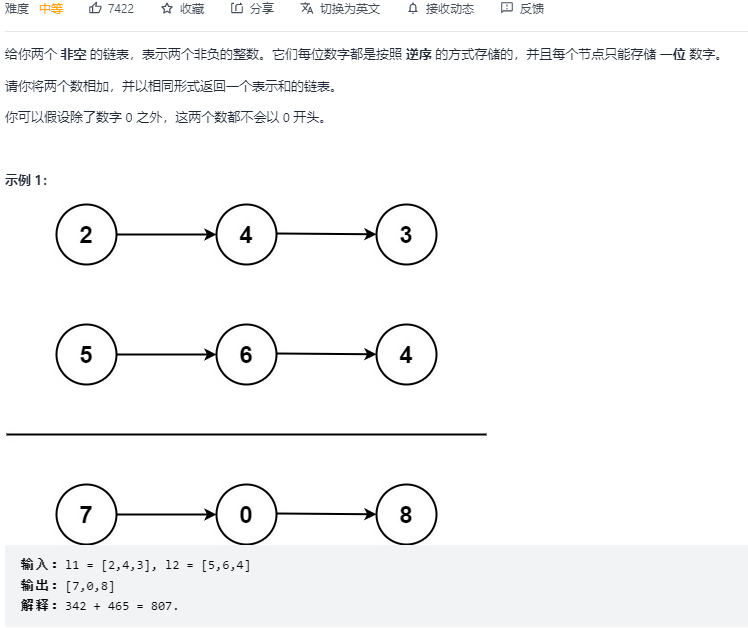 难度 中等 7422 收藏 分享 切换为英文 接收动态 反馈
给你两个 非空 的链表，表示两个非负的整数。它们每位数字都是按照 逆序 的方式存储的，并且每个节点只能存储 一位 数字。
请你将两个数相加，并以相同形式返回一个表示和的链表。
你可以假设除了数字 0 之外，这两个数都不会以 0 开头。
示例 1：
2 4 3
5 6 4
7 0 8
输入：l1 = [2,4,3], l2 = [5,6,4]
输出：[7,0,8]
解释：342 + 465 = 807.